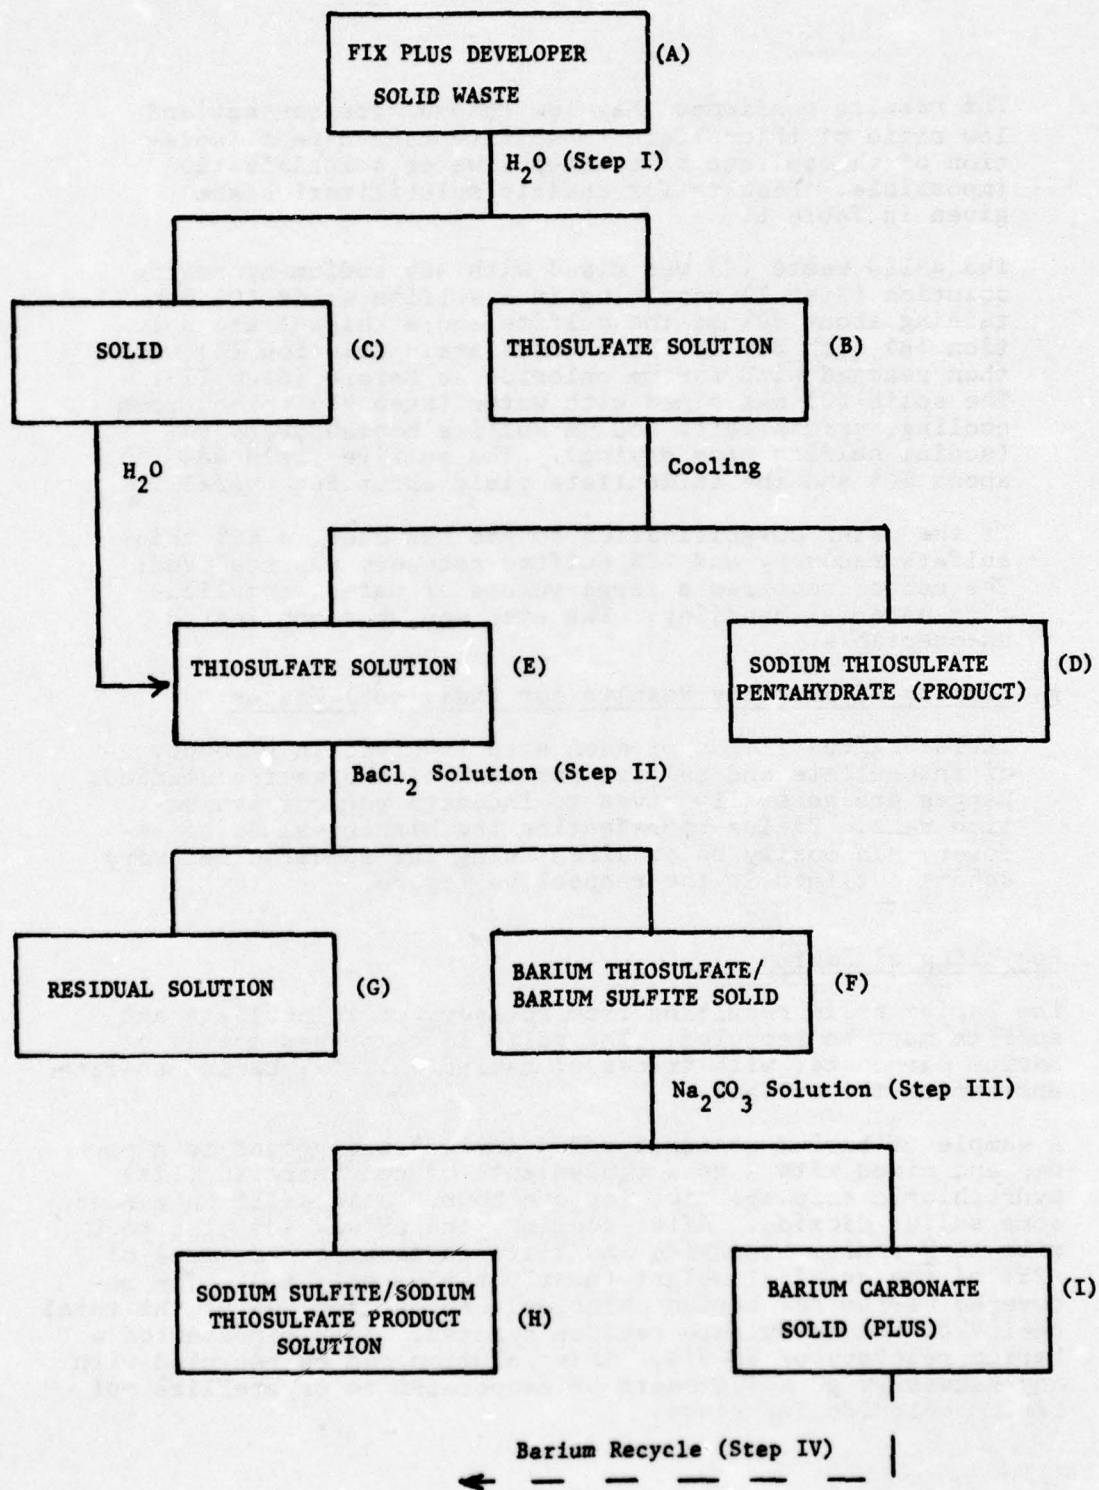 FIX PLUS DEVELOPER
SOLID WASTE
(A)
H2O (Step I)
SOLID
(C)
THIOSULFATE SOLUTION
(B)
H2O
Cooling
THIOSULFATE SOLUTION
(E)
SODIUM THIOSULFATE
PENTAHYDRATE (PRODUCT)
(D)
BaCl2 Solution (Step II)
RESIDUAL SOLUTION
(G)
BARIUM THIOSULFATE/
BARIUM SULFITE SOLID
(F)
Na2CO3 Solution (Step III)
SODIUM SULFITE/SODIUM
THIOSULFATE PRODUCT
SOLUTION
(H)
BARIUM CARBONATE
SOLID (PLUS)
(I)
Barium Recycle (Step IV)